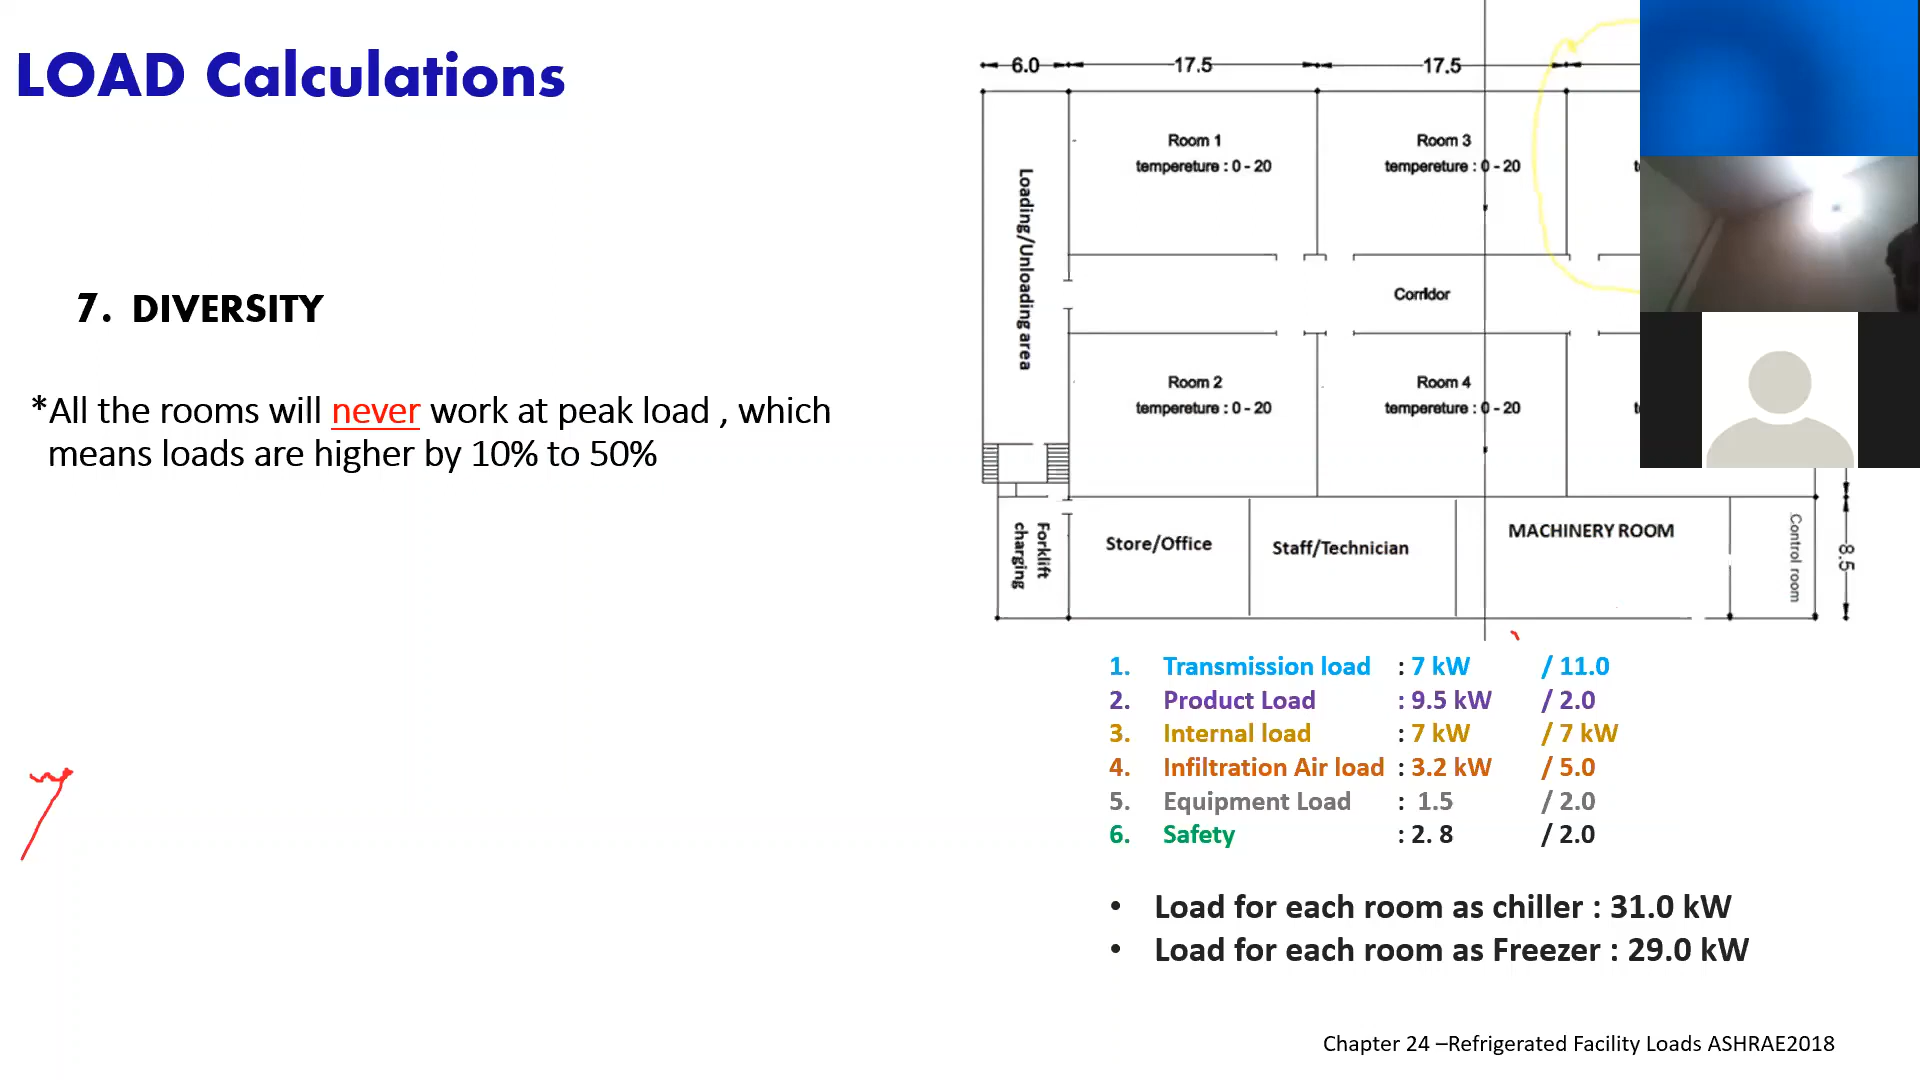 LOAD Calculations
7. DIVERSITY
*All the rooms will never work at peak load , which
means loads are higher by 10% to 50%
6.0
17.5
17.5
Room 1
tempereture : 0 - 20
Room 3
tempereture : 0 - 20
t
Loading/Unloading area
Corridor
Room 2
tempereture : 0 - 20
Room 4
tempereture : 0 - 20
t
Forklift
charging
Store/Office
Staff/Technician
MACHINERY ROOM
Control room
8.5
1. Transmission load : 7 kW / 11.0
2. Product Load : 9.5 kW / 2.0
3. Internal load : 7 kW / 7 kW
4. Infiltration Air load : 3.2 kW / 5.0
5. Equipment Load : 1.5 / 2.0
6. Safety : 2. 8 / 2.0
• Load for each room as chiller : 31.0 kW
• Load for each room as Freezer : 29.0 kW
Chapter 24 –Refrigerated Facility Loads ASHRAE2018